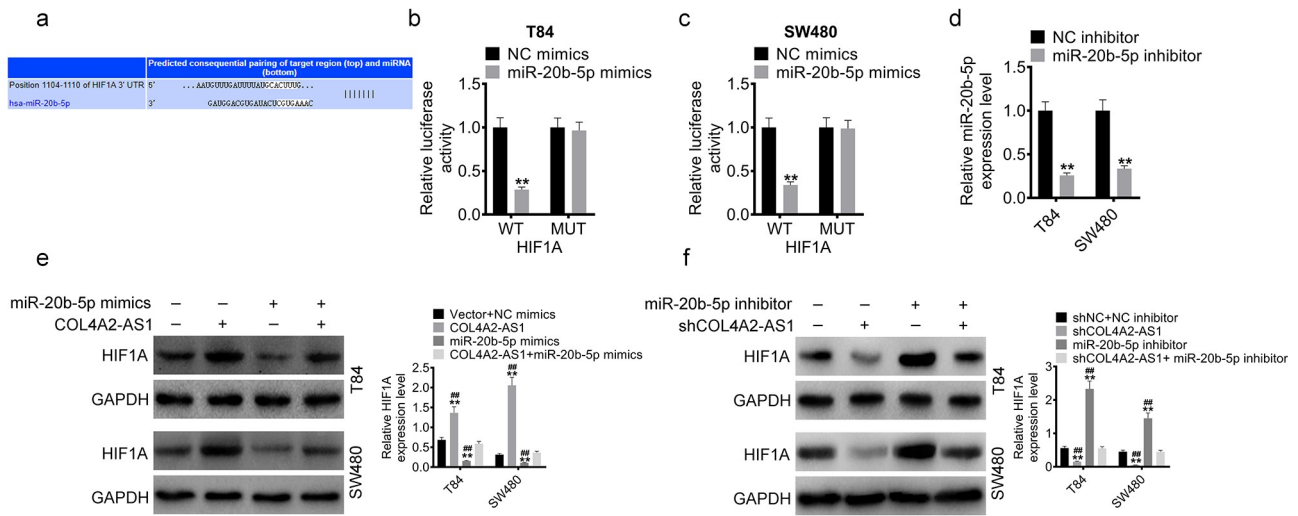 a
Predicted consequential pairing of target region (top) and miRNA
(bottom)
Position 1104-1110 of HIF1A 3' UTR 5' ...AAUGUUUGAUUUUAUGCACUUUG...
|||||||
hsa-miR-20b-5p 3' GAUGGACGUGAUACUCGUGAAAC
b
T84
NC mimics
miR-20b-5p mimics
Relative luciferase
activity
1.5
1.0
0.5
0.0
WT MUT
HIF1A
c
SW480
NC mimics
miR-20b-5p mimics
Relative luciferase
activity
1.5
1.0
0.5
0.0
**
**
WT MUT
HIF1A
d
NC inhibitor
miR-20b-5p inhibitor
Relative miR-20b-5p
expression level
1.5
1.0
0.5
0.0
** **
T84
SW480
e
miR-20b-5p mimics – – + +
COL4A2-AS1 – + – +
HIF1A
GAPDH
T84
HIF1A
GAPDH
SW480
Vector+NC mimics
COL4A2-AS1
miR-20b-5p mimics
COL4A2-AS1+miR-20b-5p mimics
Relative HIF1A
expression level
2.5
2.0
1.5
1.0
0.5
0.0
##
**
##
**
##
**
##
**
T84
SW480
f
miR-20b-5p inhibitor – – + +
shCOL4A2-AS1 – + – +
HIF1A
GAPDH
T84
HIF1A
GAPDH
SW480
shNC+NC inhibitor
shCOL4A2-AS1
miR-20b-5p inhibitor
shCOL4A2-AS1+ miR-20b-5p inhibitor
Relative HIF1A
expression level
3
2
1
0
##
**
##
**
##
**
##
**
T84
SW480